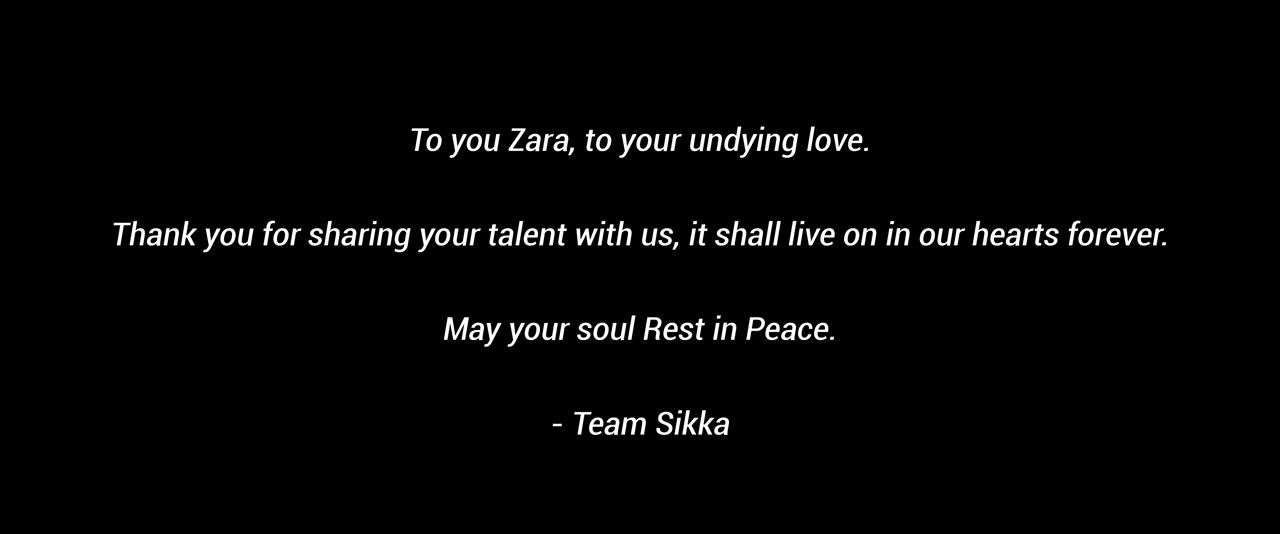 To you Zara, to your undying love.
Thank you for sharing your talent with us, it shall live on in our hearts forever.
May your soul Rest in Peace.
- Team Sikka